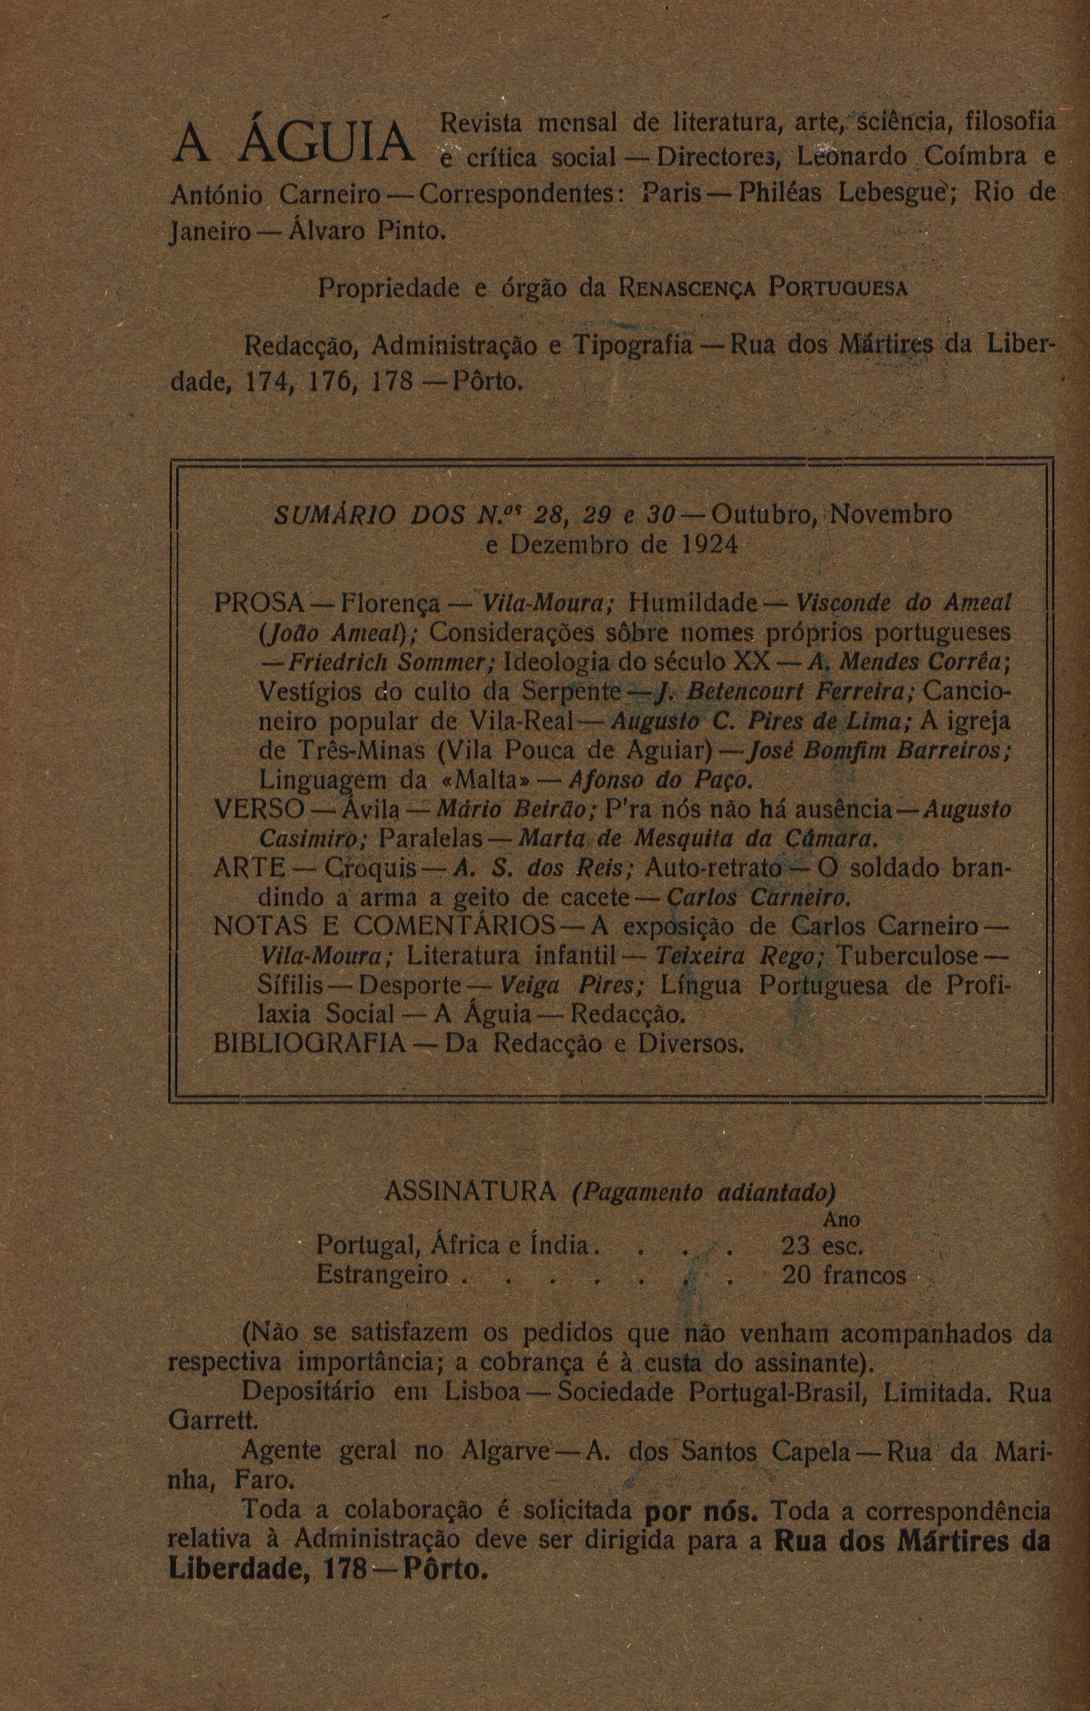 A ÁGUIA Revista mensal de literatura, arte, sciência, filosofia
e crítica social — Directores, Leonardo Coímbra e
António Carneiro — Correspondentes: Paris — Philéas Lebesgue; Rio de
Janeiro — Álvaro Pinto.
Propriedade e órgão da RENASCENÇA PORTUGUESA
Redacção, Administração e Tipografia — Rua dos Mártires da Liber-
dade, 174, 176, 178 — Pôrto.
SUMÁRIO DOS N.os 28, 29 e 30 — Outubro, Novembro
e Dezembro de 1924
PROSA — Florença — Vila-Moura; Humildade — Visconde do Ameal
(João Ameal); Considerações sôbre nomes próprios portugueses
— Friedrich Sommer; Ideologia do século XX — A. Mendes Corrêa;
Vestígios do culto da Serpente — J. Betencourt Ferreira; Cancio-
neiro popular de Vila-Real — Augusto C. Pires de Lima; A igreja
de Três-Minas (Vila Pouca de Aguiar) — José Bomfim Barreiros;
Linguagem da «Malta» — Afonso do Paço.
VERSO — Ávila — Mário Beirão; P'ra nós não há ausência — Augusto
Casimiro; Paralelas — Marta de Mesquita da Câmara.
ARTE — Croquis — A. S. dos Reis; Auto-retrato — O soldado bran-
dindo a arma a geito de cacete — Carlos Carneiro.
NOTAS E COMENTÁRIOS — A exposição de Carlos Carneiro —
Vila-Moura; Literatura infantil — Teixeira Rego; Tuberculose —
Sífilis — Desporte — Veiga Pires; Língua Portuguesa de Profi-
laxia Social — A Águia — Redacção.
BIBLIOGRAFIA — Da Redacção e Diversos.
ASSINATURA (Pagamento adiantado)
Ano
Portugal, África e Índia. . . . . 23 esc.
Estrangeiro . . . . . . . 20 francos
(Não se satisfazem os pedidos que não venham acompanhados da
respectiva importância; a cobrança é à custa do assinante).
Depositário em Lisboa — Sociedade Portugal-Brasil, Limitada. Rua
Garrett.
Agente geral no Algarve — A. dos Santos Capela — Rua da Mari-
nha, Faro.
Toda a colaboração é solicitada por nós. Toda a correspondência
relativa à Administração deve ser dirigida para a Rua dos Mártires da
Liberdade, 178 — Pôrto.